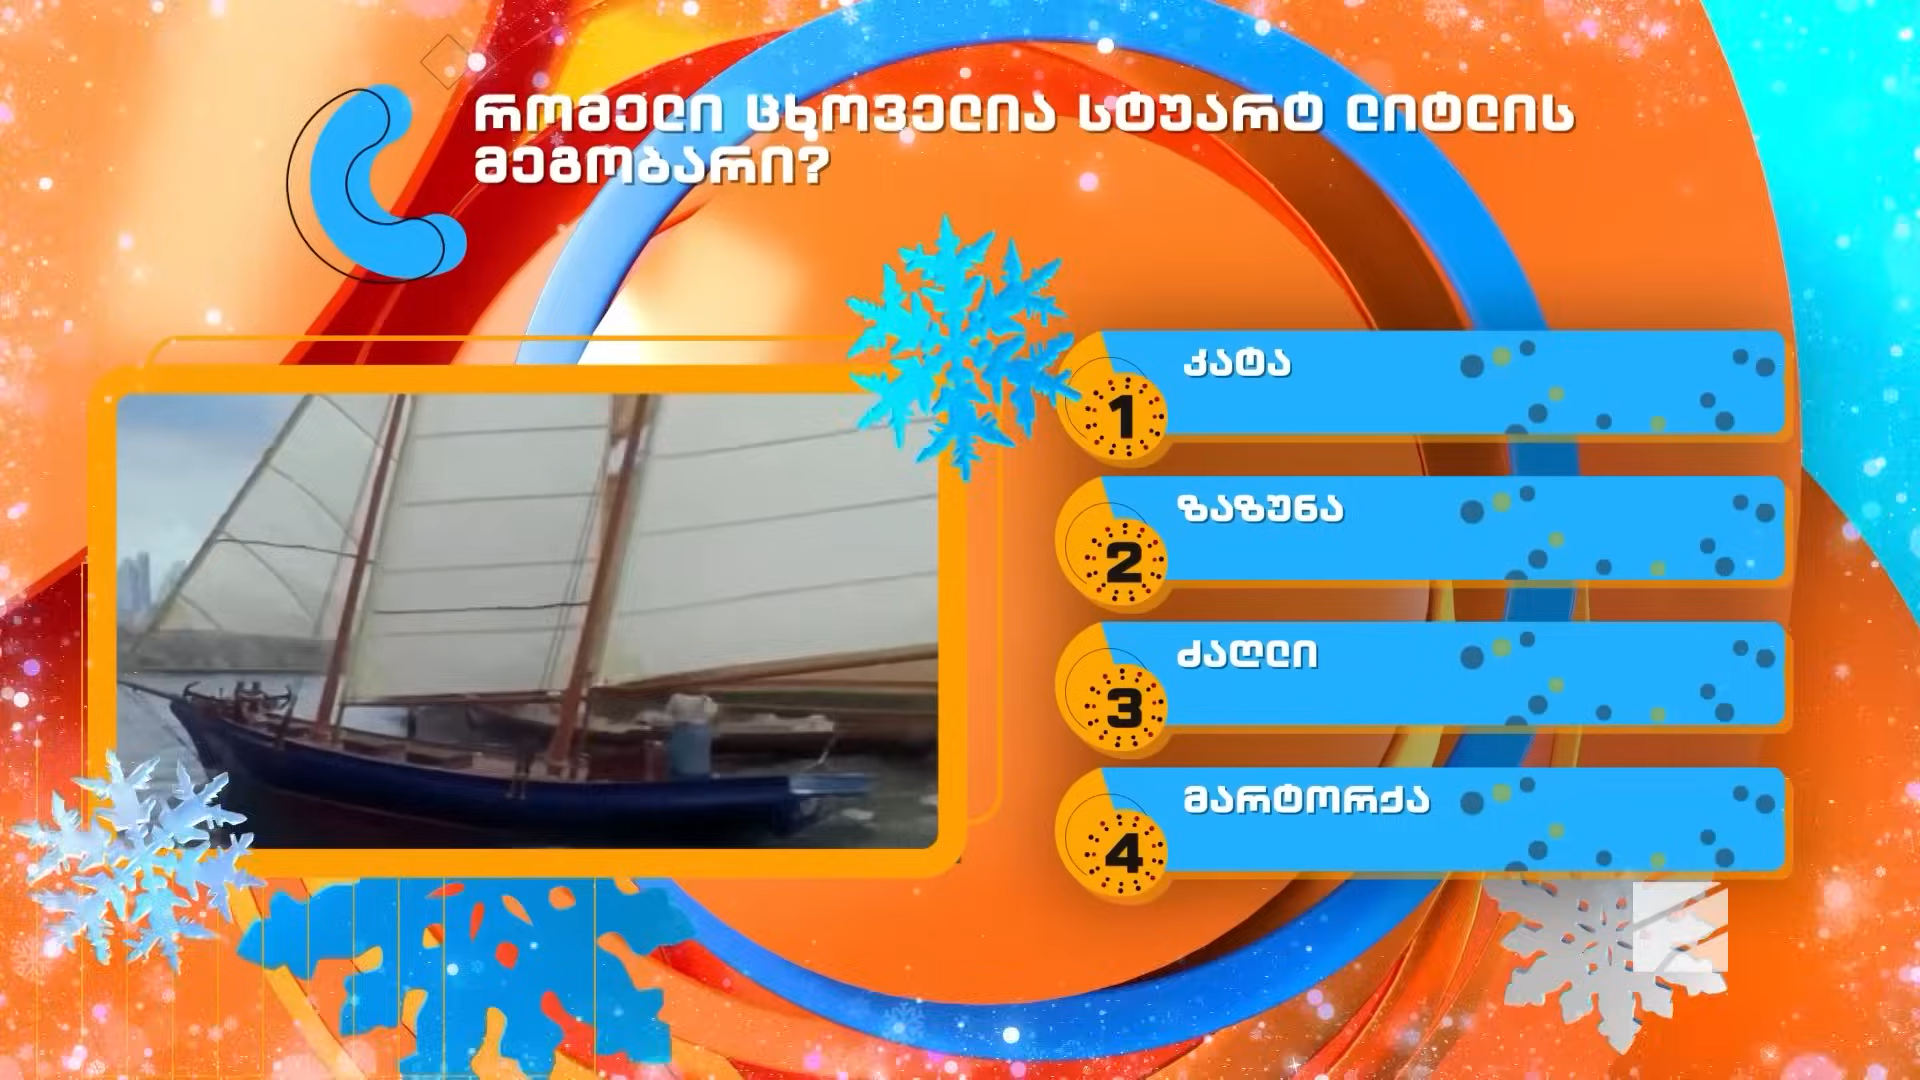 რომელი ცხოველია სტუარტ ლიტლის
მეგობარი?
1
კატა
2
ზაზუნა
3
ძაღლი
4
მარტორქა